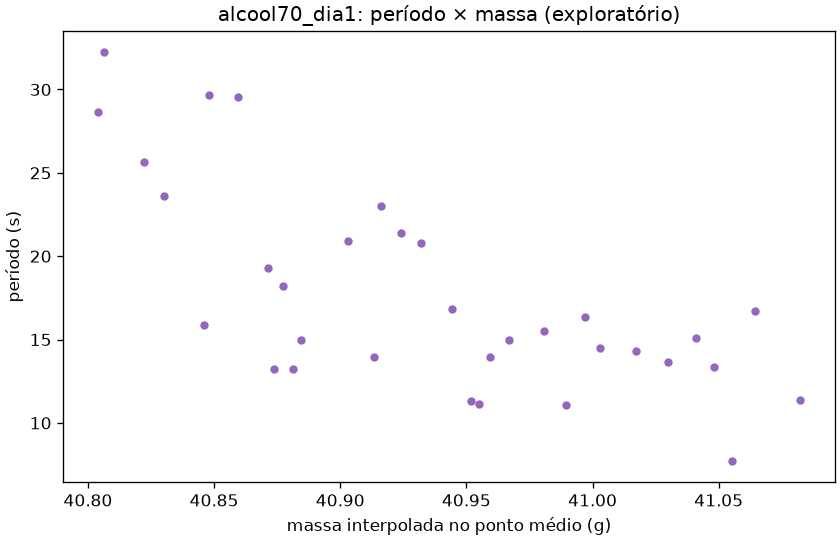 alcool70_dia1: período × massa (exploratório)
período (s)
30
25
20
15
10
40.80 40.85 40.90 40.95 41.00 41.05
massa interpolada no ponto médio (g)